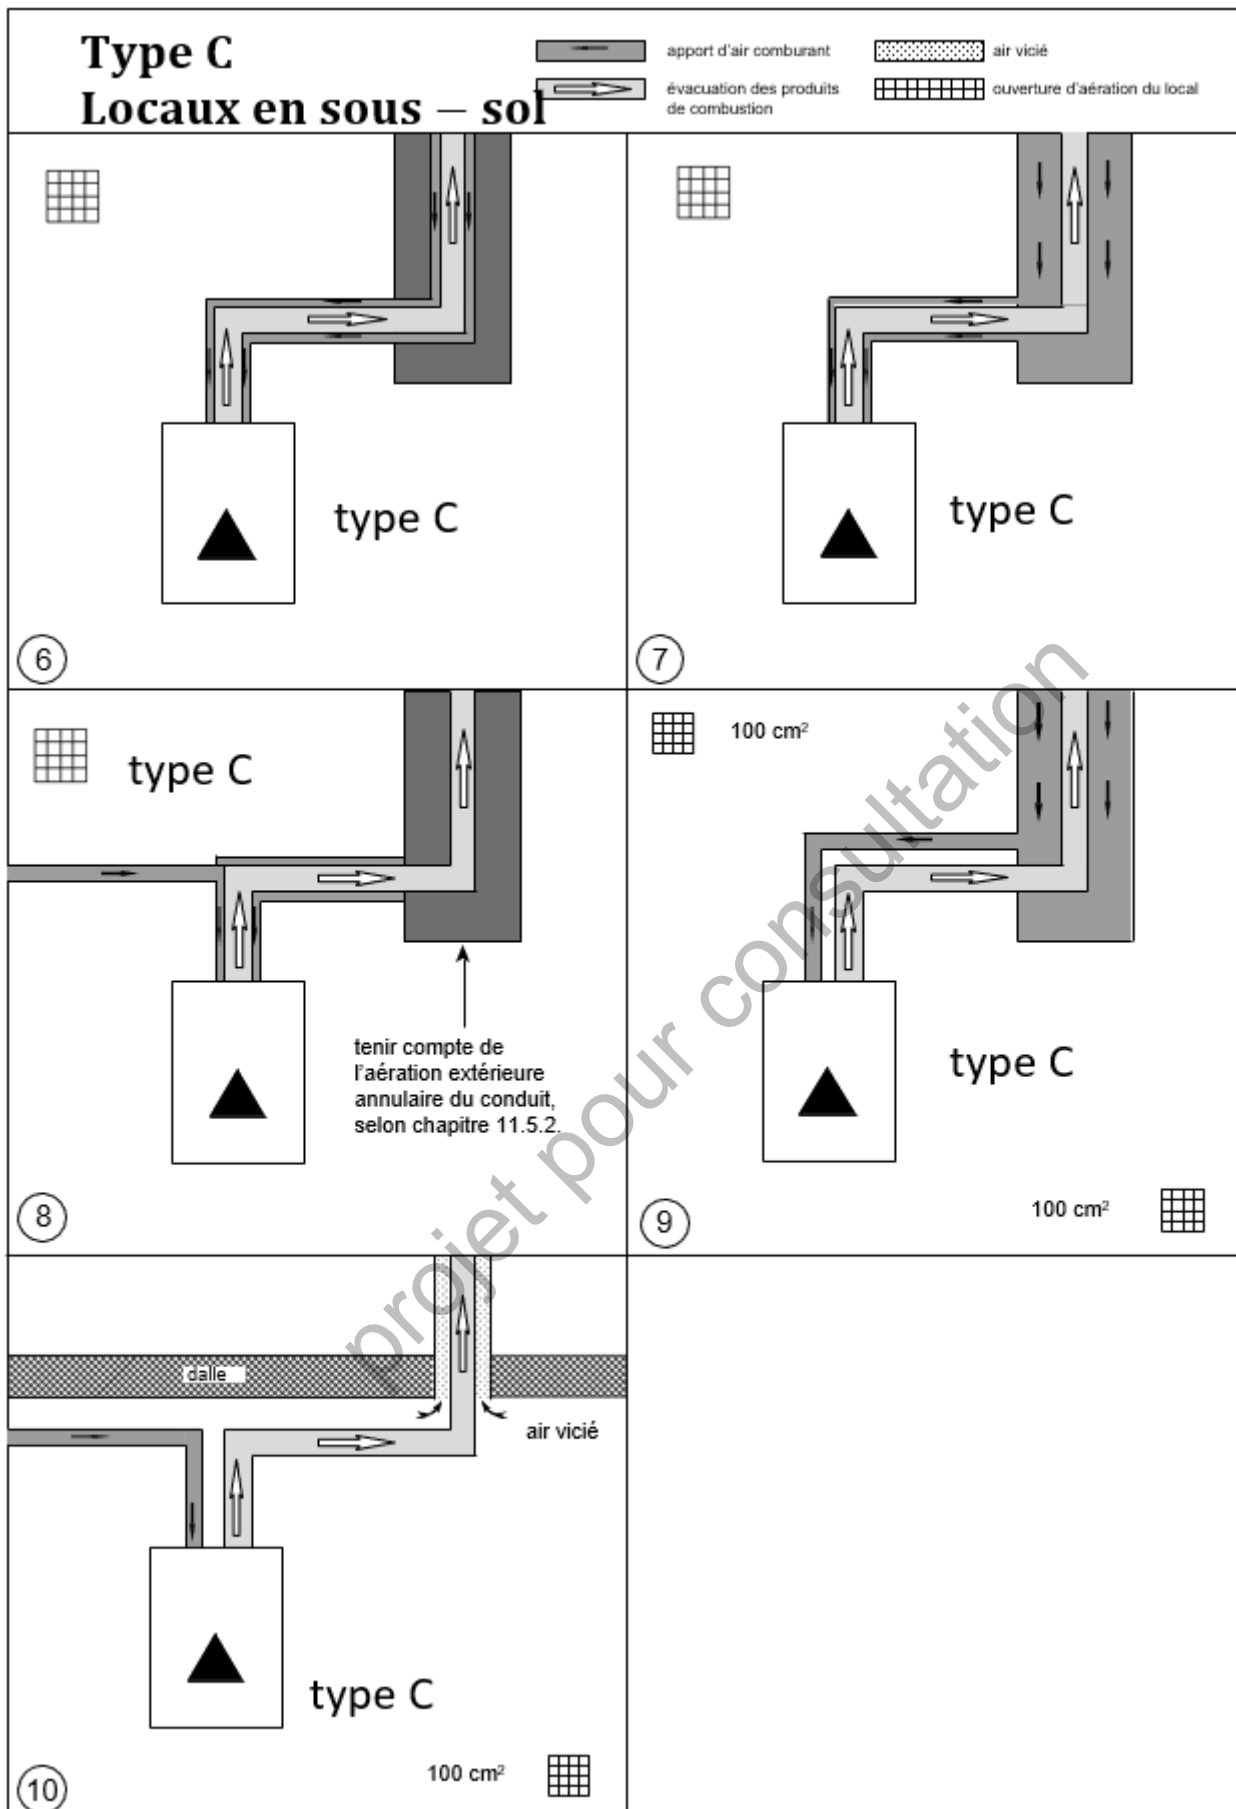 Type C
Locaux en sous – sol
apport d'air comburant
évacuation des produits
de combustion
air vicié
ouverture d'aération du local
type C
6
type C
7
type C
tenir compte de
l'aération extérieure
annulaire du conduit,
selon chapitre 11.5.2.
8
100 cm²
type C
100 cm²
9
dalle
air vicié
type C
100 cm²
10
projet pour consultation